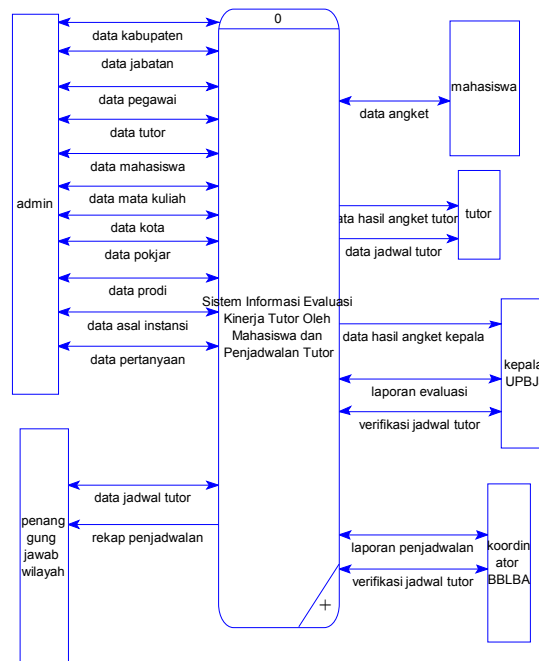 0
data kabupaten
data jabatan
data pegawai
data tutor
data mahasiswa
data mata kuliah
data kota
data pokjar
data prodi
data asal instansi
data pertanyaan
admin
Sistem Informasi Evaluasi
Kinerja Tutor Oleh
Mahasiswa dan
Penjadwalan Tutor
mahasiswa
data angket
tutor
data hasil angket tutor
data jadwal tutor
data hasil angket kepala
kepala
UPBJJ
laporan evaluasi
verifikasi jadwal tutor
penang
gung
jawab
wilayah
data jadwal tutor
rekap penjadwalan
laporan penjadwalan
verifikasi jadwal tutor
koordin
ator
BBLBA
+